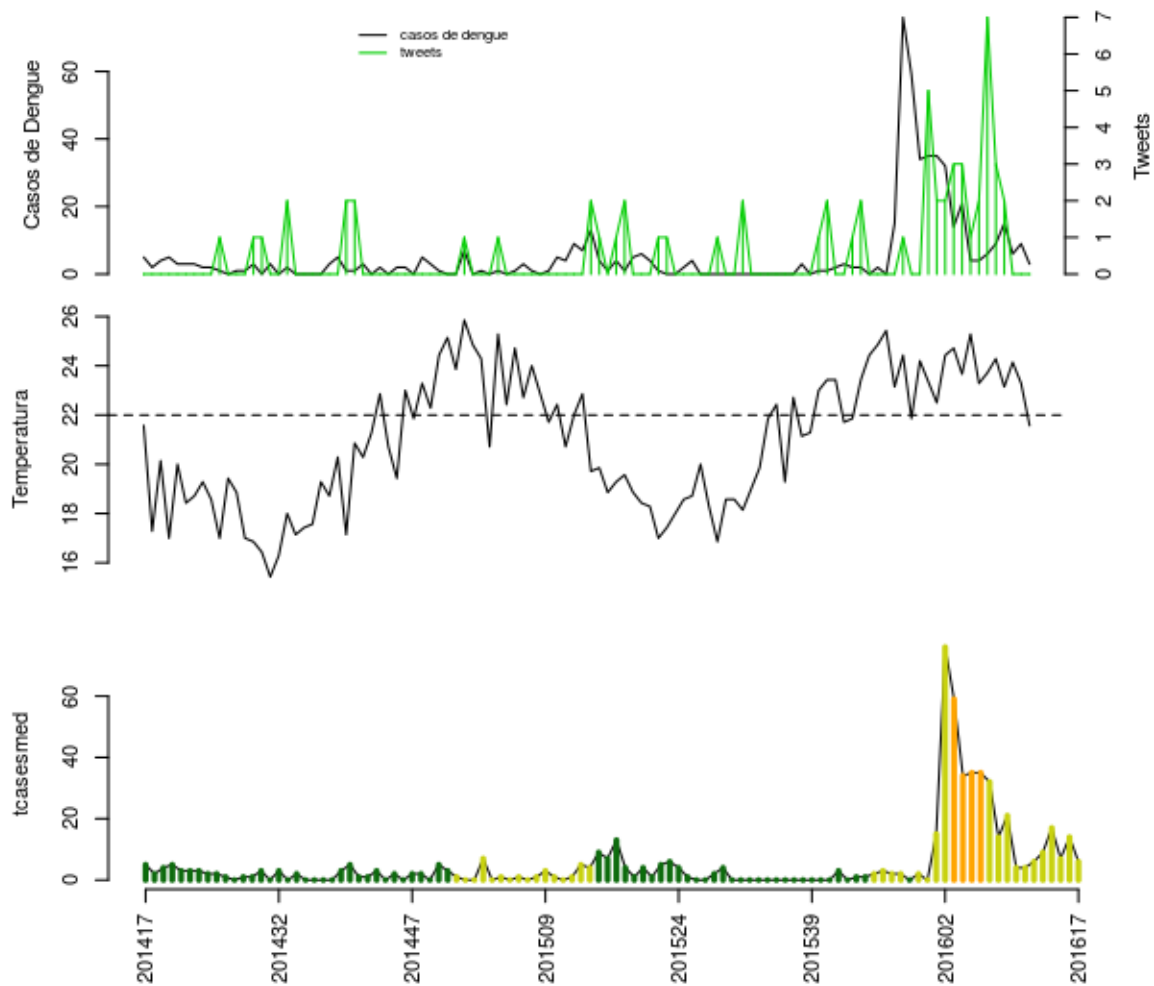 casos de dengue
tweets
Casos de Dengue
0 20 40 60
Tweets
0 1 2 3 4 5 6 7
Temperatura
16 18 20 22 24 26
tcasesmed
0 20 40 60
201417 201432 201447 201509 201524 201539 201602 201617